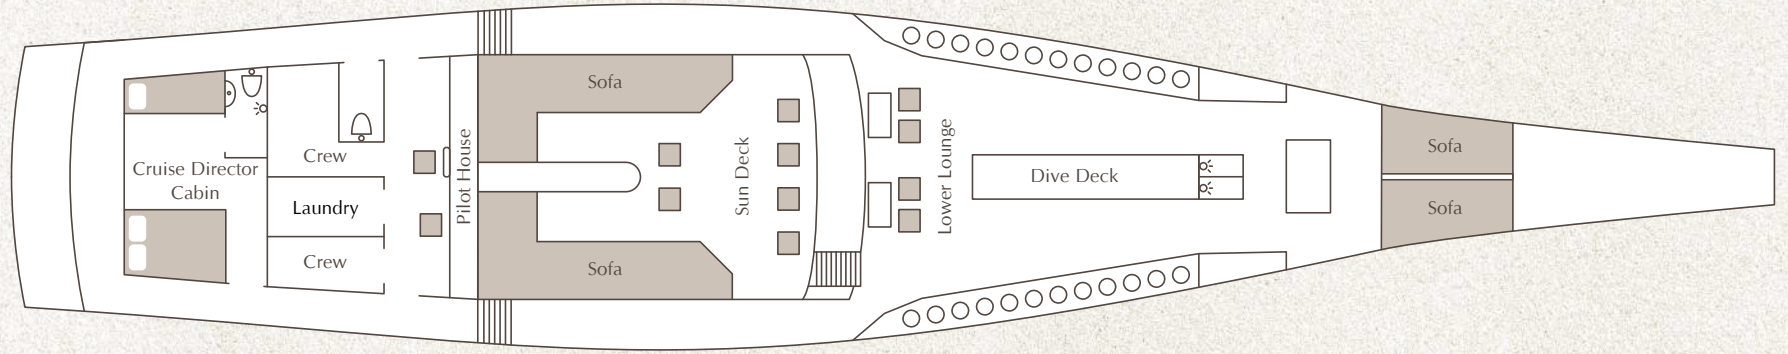 Cruise Director
Cabin
Crew
Laundry
Crew
Pilot House
Sofa
Sofa
Sun Deck
Lower Lounge
Dive Deck
Sofa
Sofa